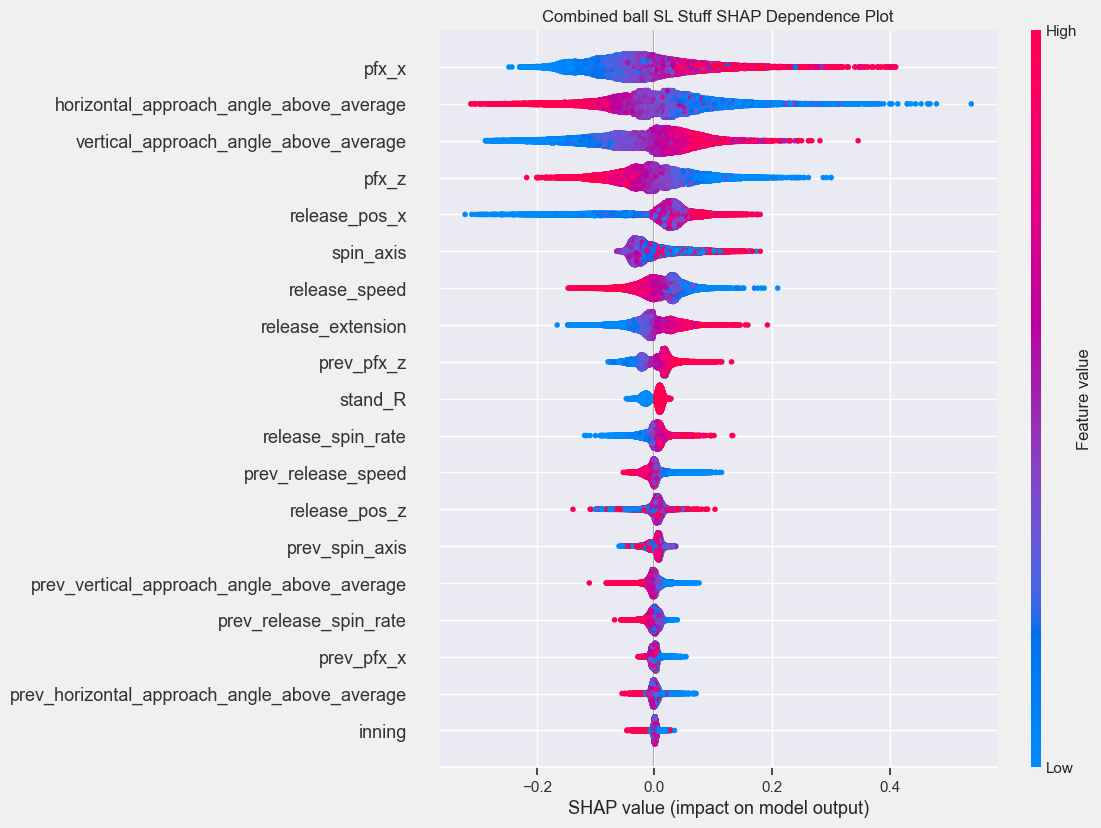 Combined ball SL Stuff SHAP Dependence Plot
High
pfx_x
horizontal_approach_angle_above_average
vertical_approach_angle_above_average
pfx_z
release_pos_x
spin_axis
release_speed
release_extension
prev_pfx_z
stand_R
release_spin_rate
prev_release_speed
release_pos_z
prev_spin_axis
prev_vertical_approach_angle_above_average
prev_release_spin_rate
prev_pfx_x
prev_horizontal_approach_angle_above_average
inning
Feature value
Low
−0.2 0.0 0.2 0.4
SHAP value (impact on model output)